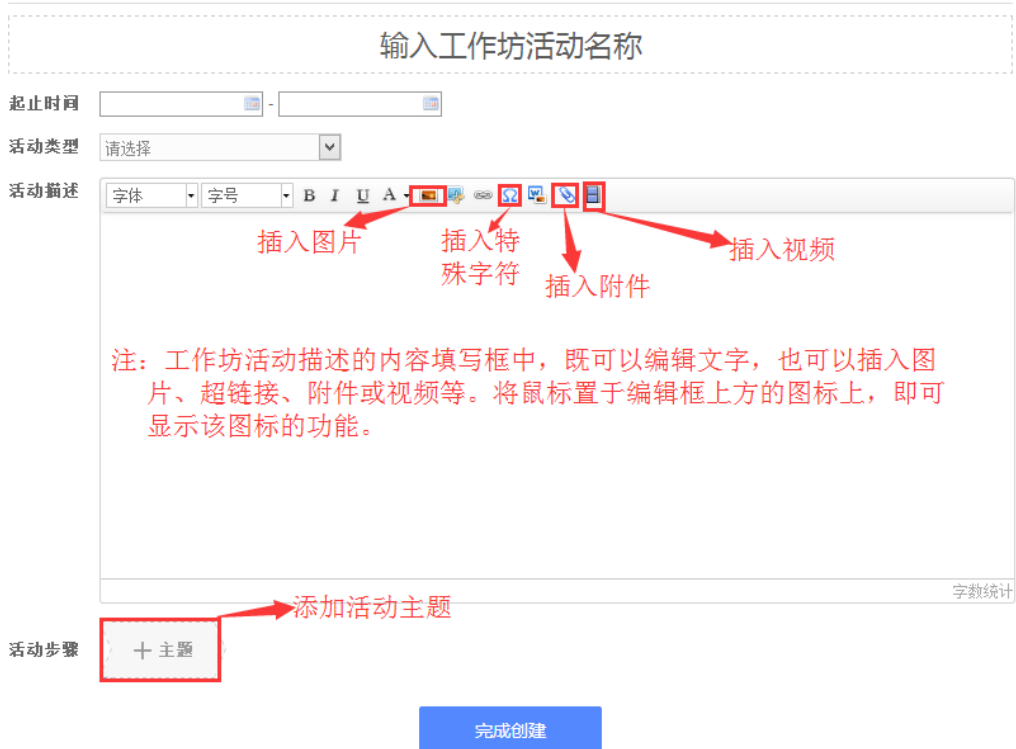 输入工作坊活动名称
起止时间 -
活动类型 请选择
活动描述 字体 字号 B I U A Ω W
插入图片
插入特
殊字符
插入附件
插入视频
注：工作坊活动描述的内容填写框中，既可以编辑文字，也可以插入图
片、超链接、附件或视频等。将鼠标置于编辑框上方的图标上，即可
显示该图标的功能。
字数统计
添加活动主题
活动步骤 + 主题
完成创建